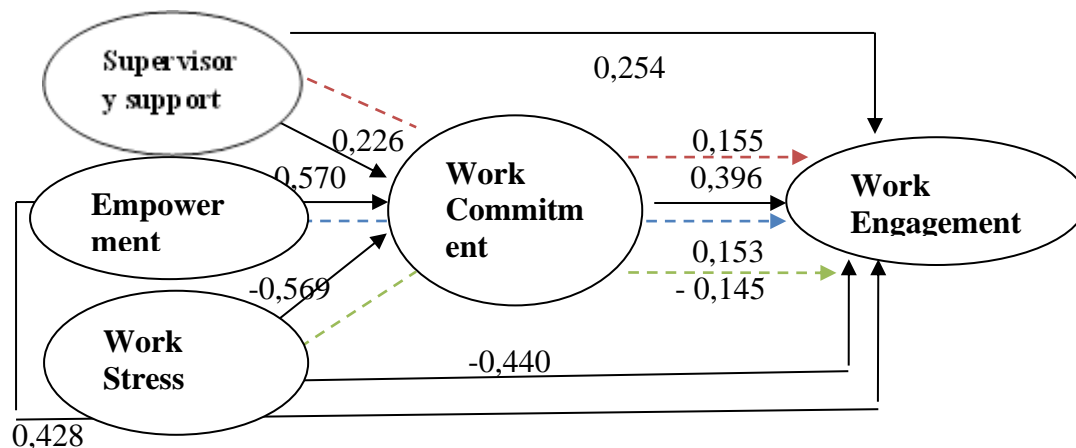 Supervisor
y support
0,254
0,226
0,155
0,570
0,396
Work
Commitm
ent
Work
Engagement
Empower
ment
0,153
-0,569
- 0,145
Work
Stress
-0,440
0,428